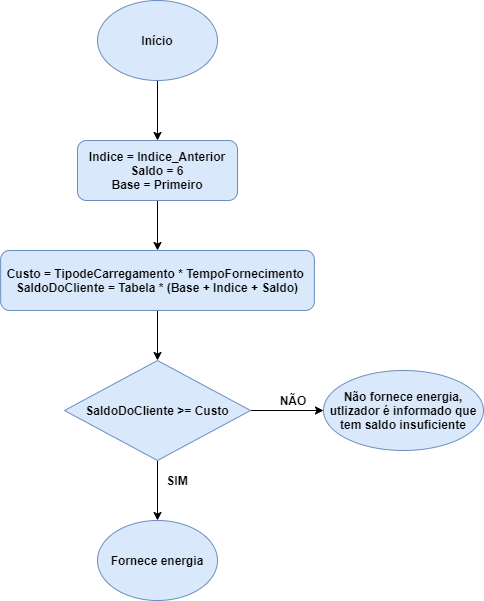 Início
Indice = Indice_Anterior
Saldo = 6
Base = Primeiro
Custo = TipodeCarregamento * TempoFornecimento
SaldoDoCliente = Tabela * (Base + Indice + Saldo)
SaldoDoCliente >= Custo
NÃO
Não fornece energia,
utlizador é informado que
tem saldo insuficiente
SIM
Fornece energia